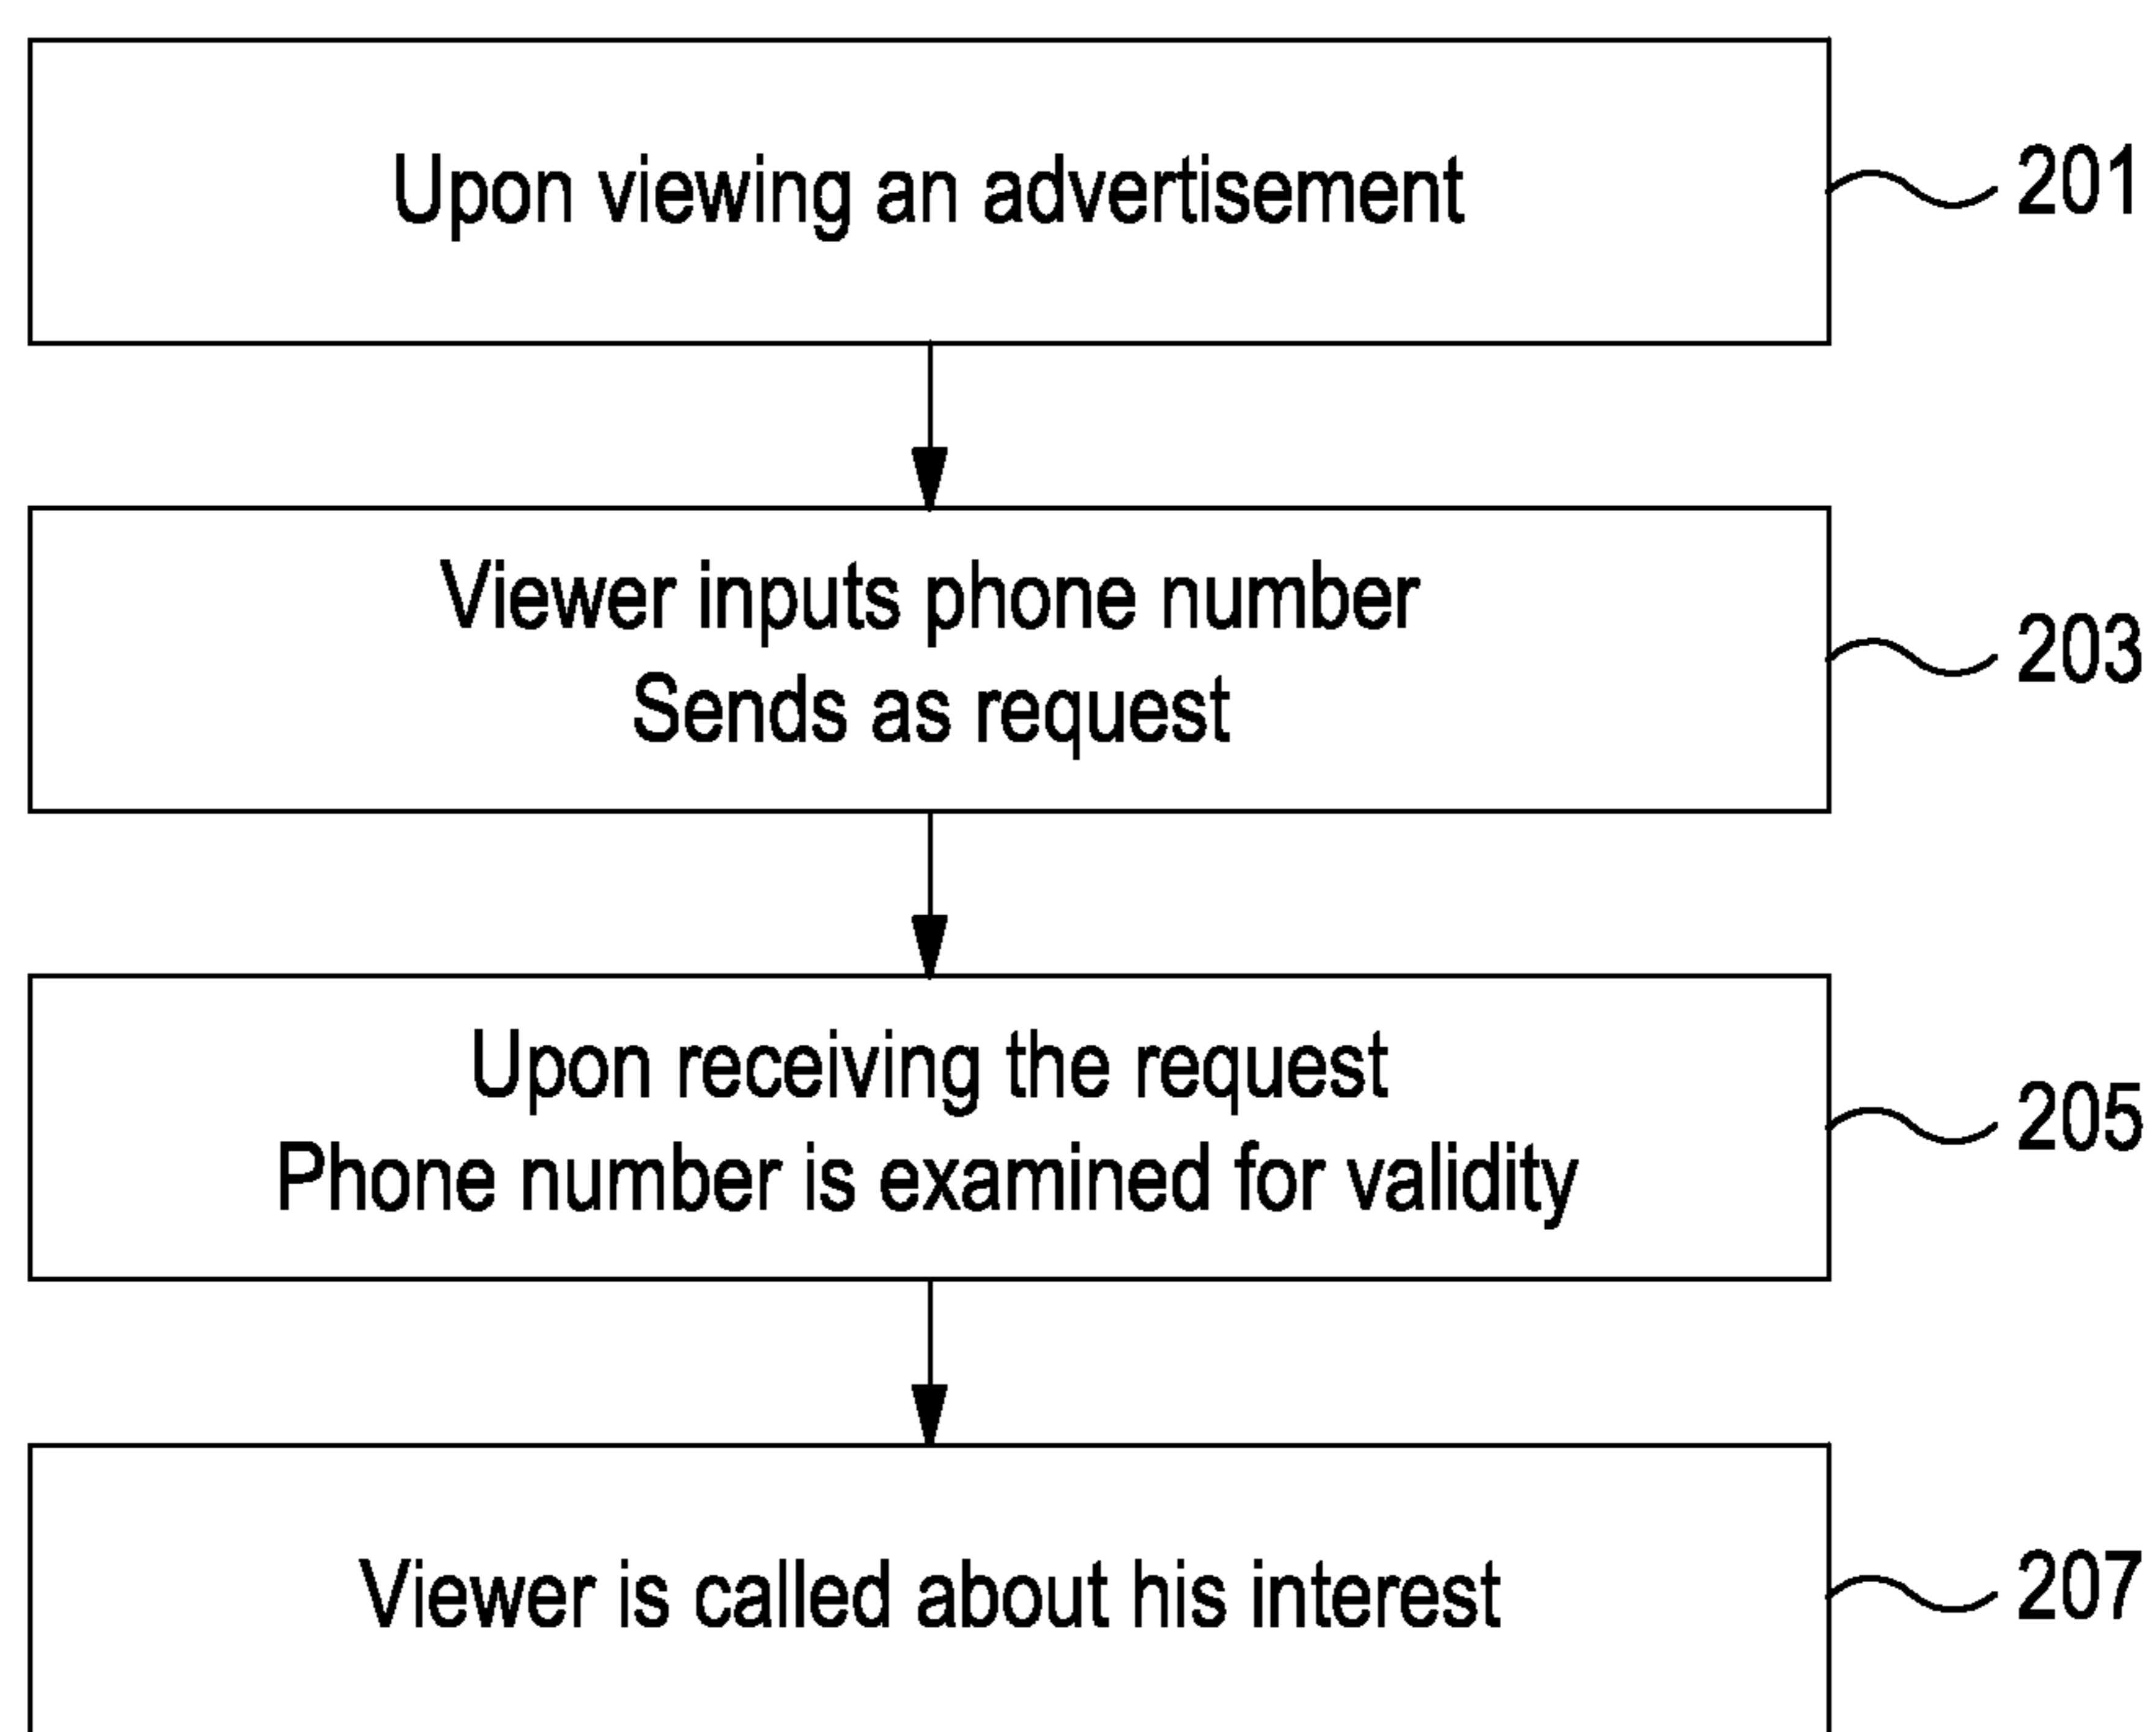 Upon viewing an advertisement
201
Viewer inputs phone number
Sends as request
203
Upon receiving the request
Phone number is examined for validity
205
Viewer is called about his interest
207